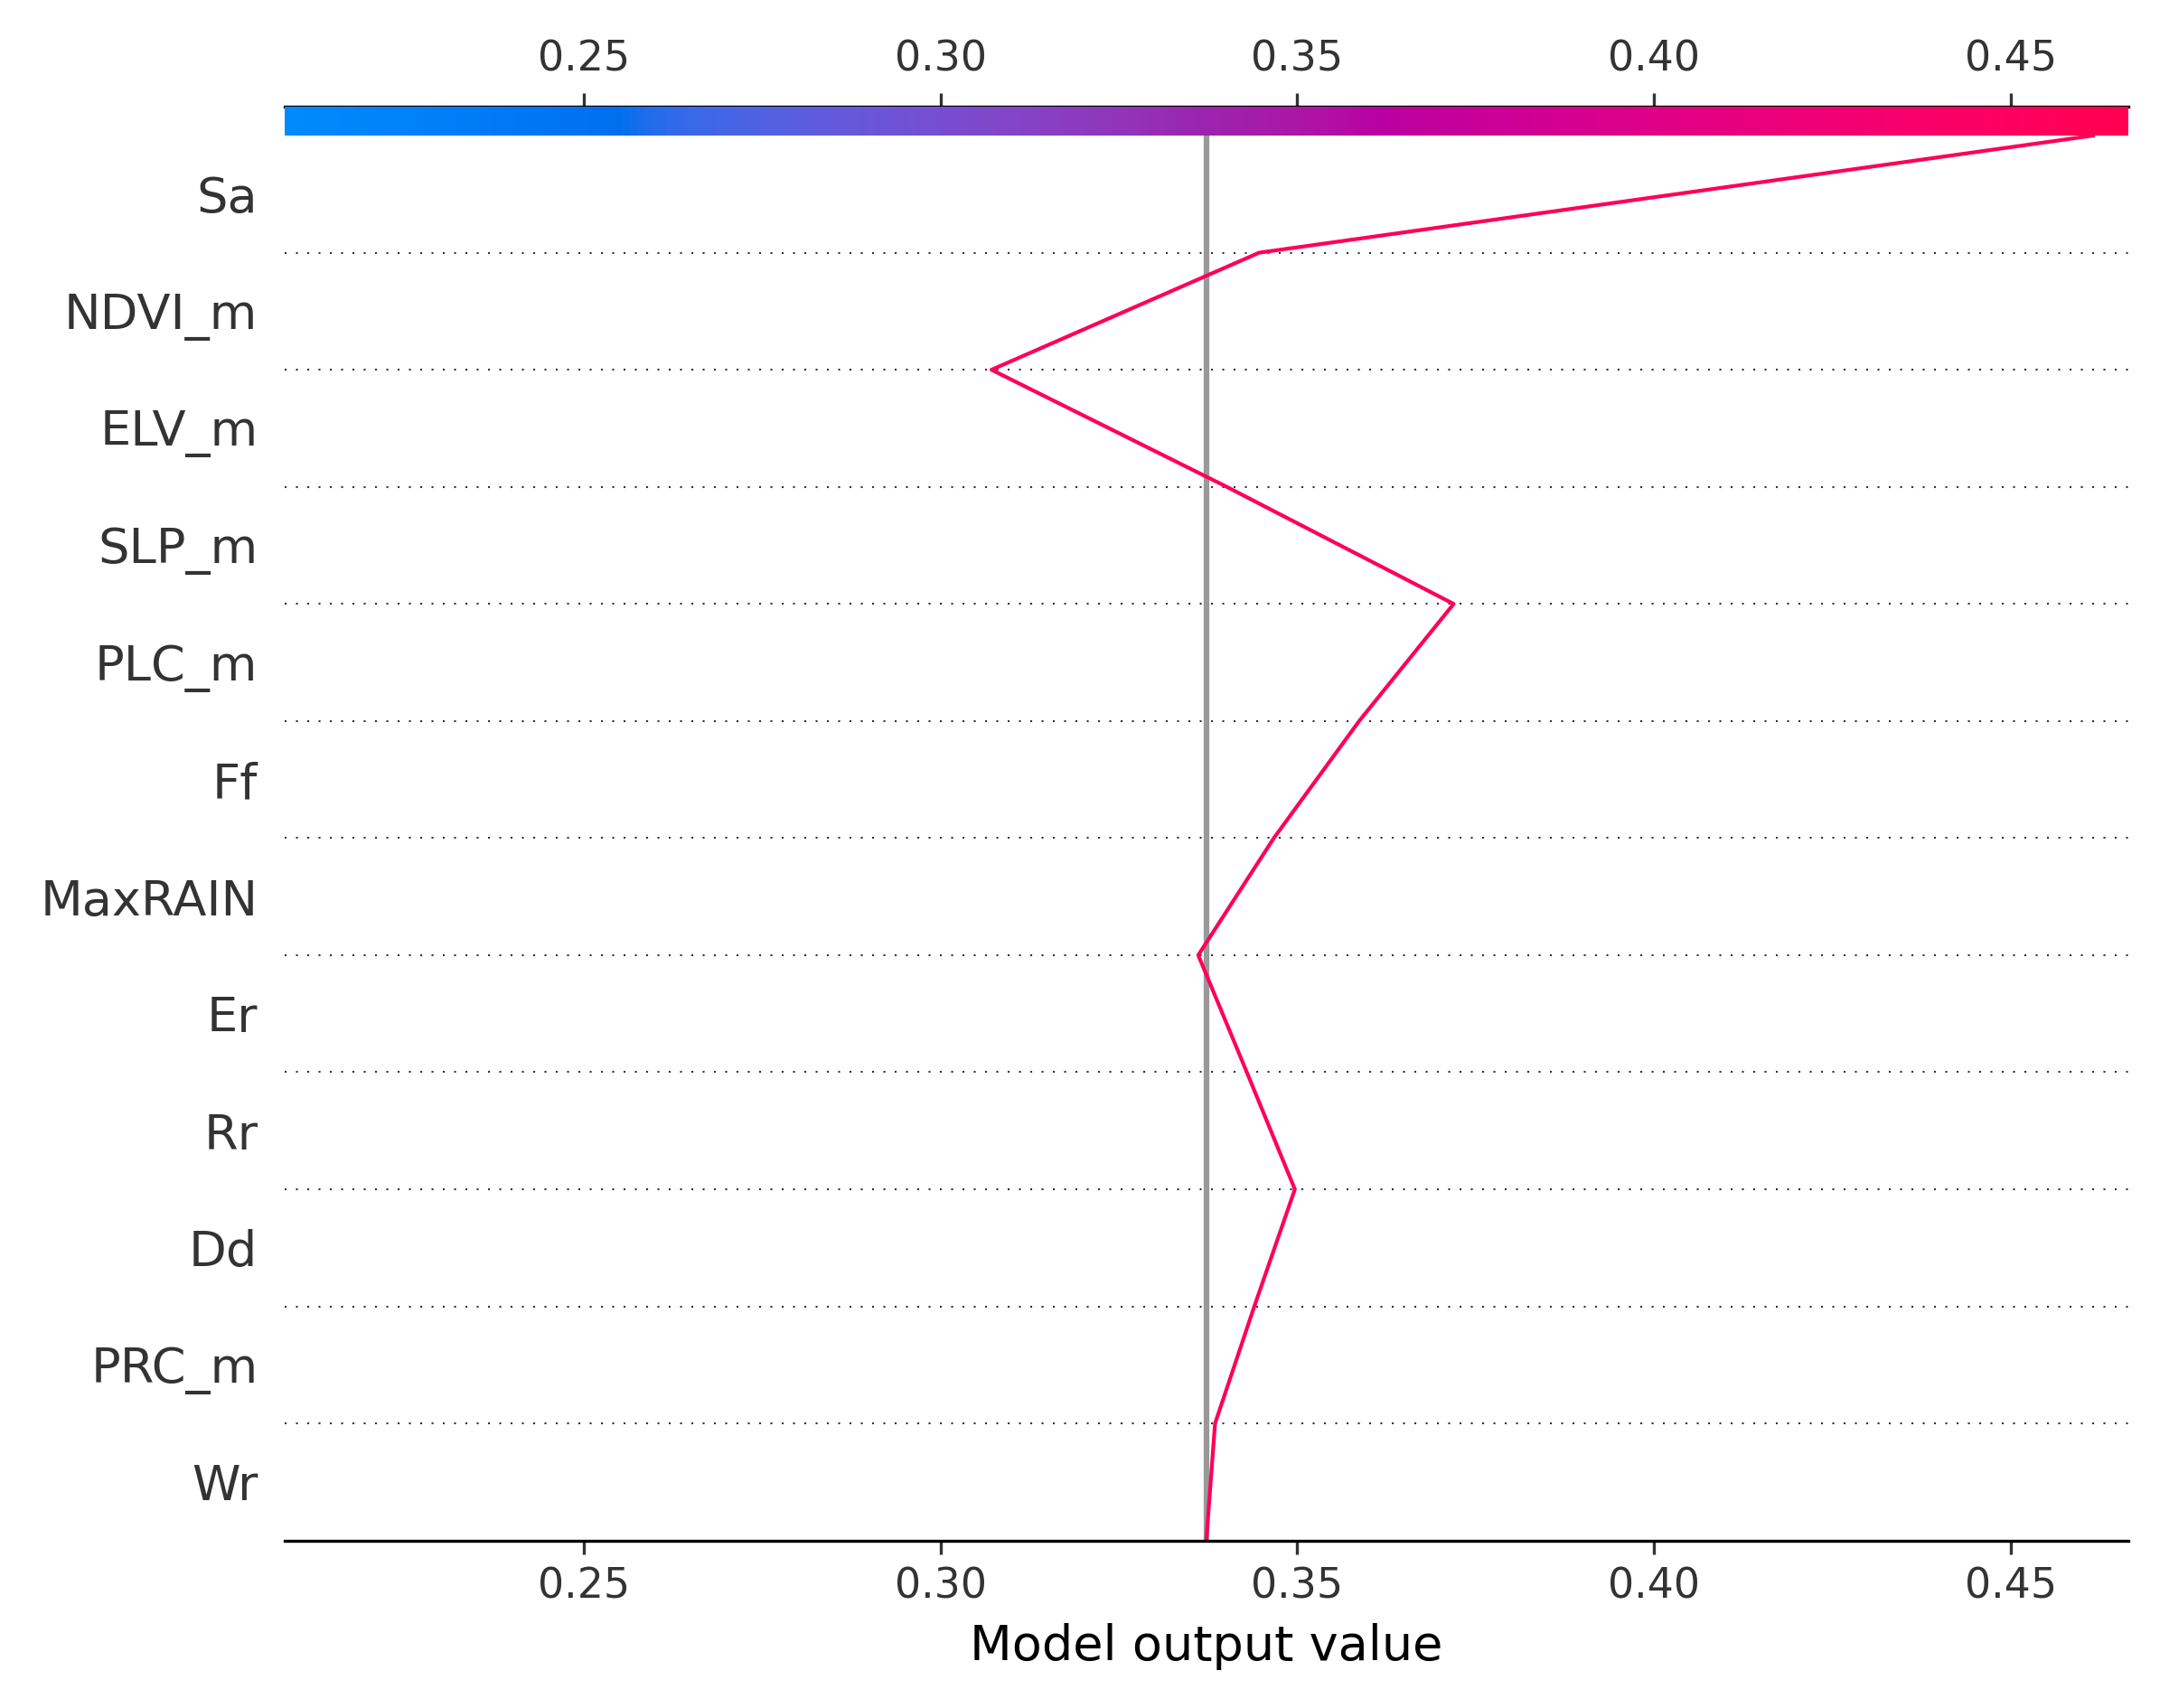 0.25 0.30 0.35 0.40 0.45
Sa
NDVI_m
ELV_m
SLP_m
PLC_m
Ff
MaxRAIN
Er
Rr
Dd
PRC_m
Wr
0.25 0.30 0.35 0.40 0.45
Model output value